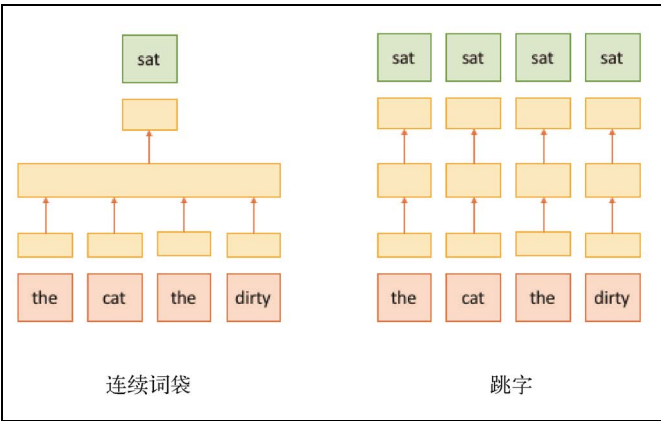 sat
the cat the dirty
连续词袋
sat sat sat sat
the cat the dirty
跳字